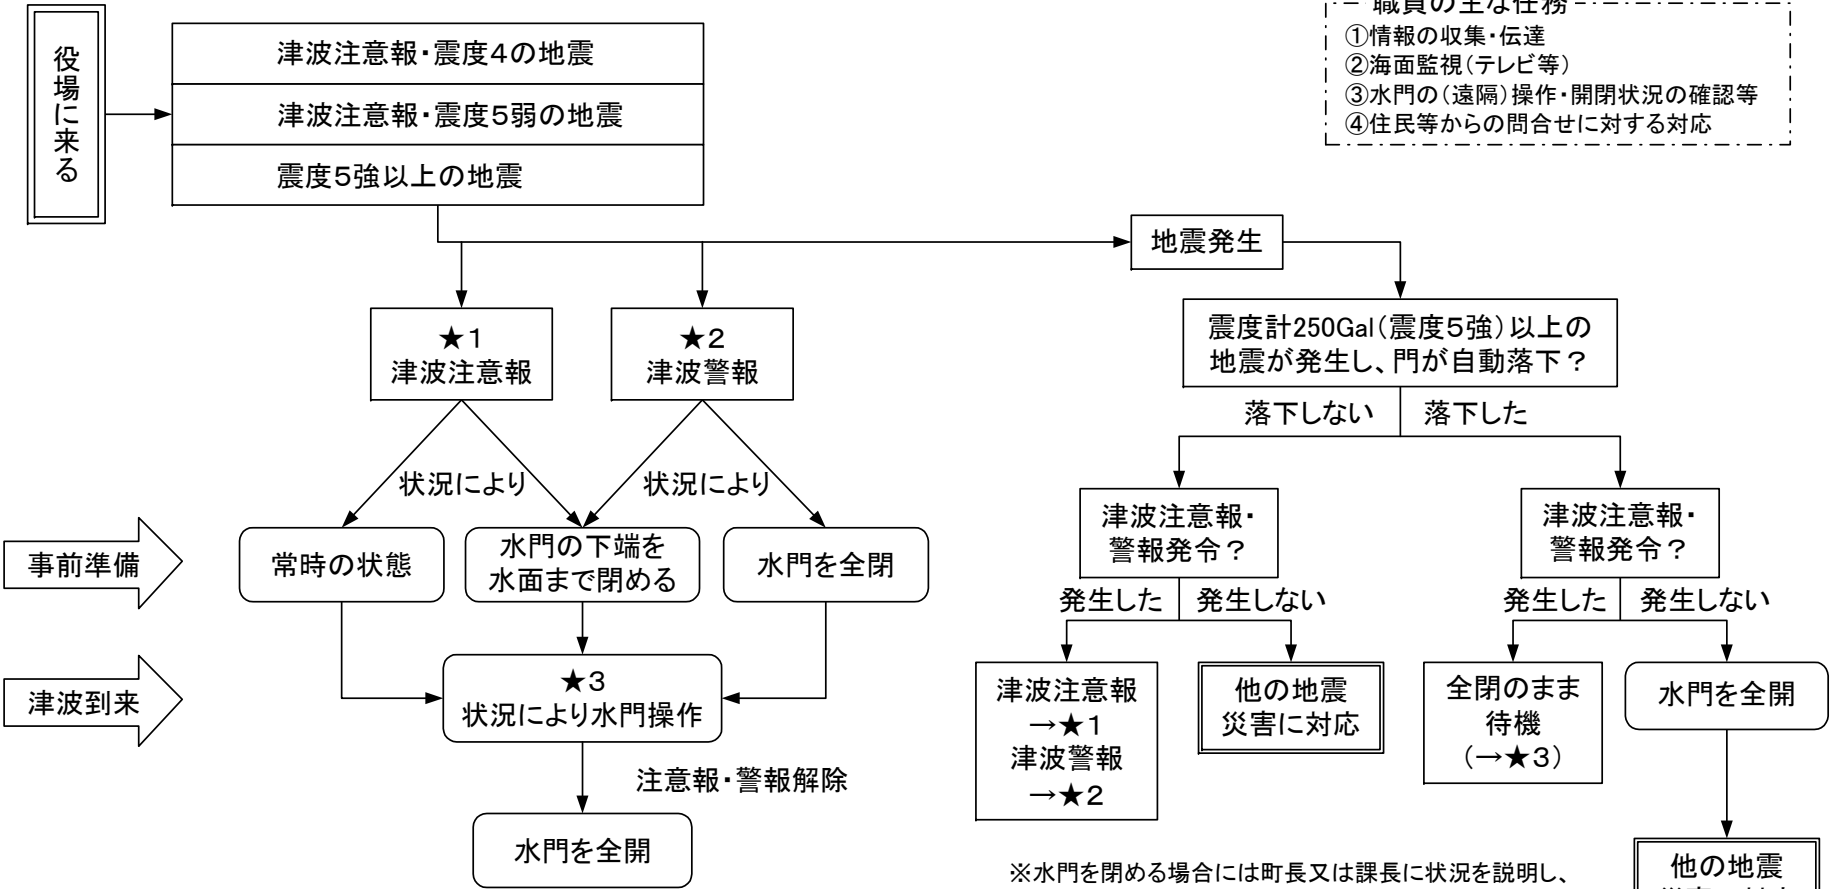 役場に来る
津波注意報・震度4の地震
津波注意報・震度5弱の地震
震度5強以上の地震
職員の主な任務
①情報の収集・伝達
②海面監視(テレビ等)
③水門の(遠隔)操作・開閉状況の確認等
④住民等からの問合せに対する対応
地震発生
★1
津波注意報
★2
津波警報
震度計250Gal(震度5強)以上の
地震が発生し、門が自動落下?
落下しない
落下した
状況により
状況により
津波注意報・
警報発令?
津波注意報・
警報発令?
事前準備
常時の状態
水門の下端を
水面まで閉める
水門を全閉
発生した
発生しない
発生した
発生しない
津波到来
★3
状況により水門操作
津波注意報
→★1
津波警報
→★2
他の地震
災害に対応
全閉のまま
待機
(→★3)
水門を全開
注意報・警報解除
水門を全開
※水門を閉める場合には町長又は課長に状況を説明し、
他の地震